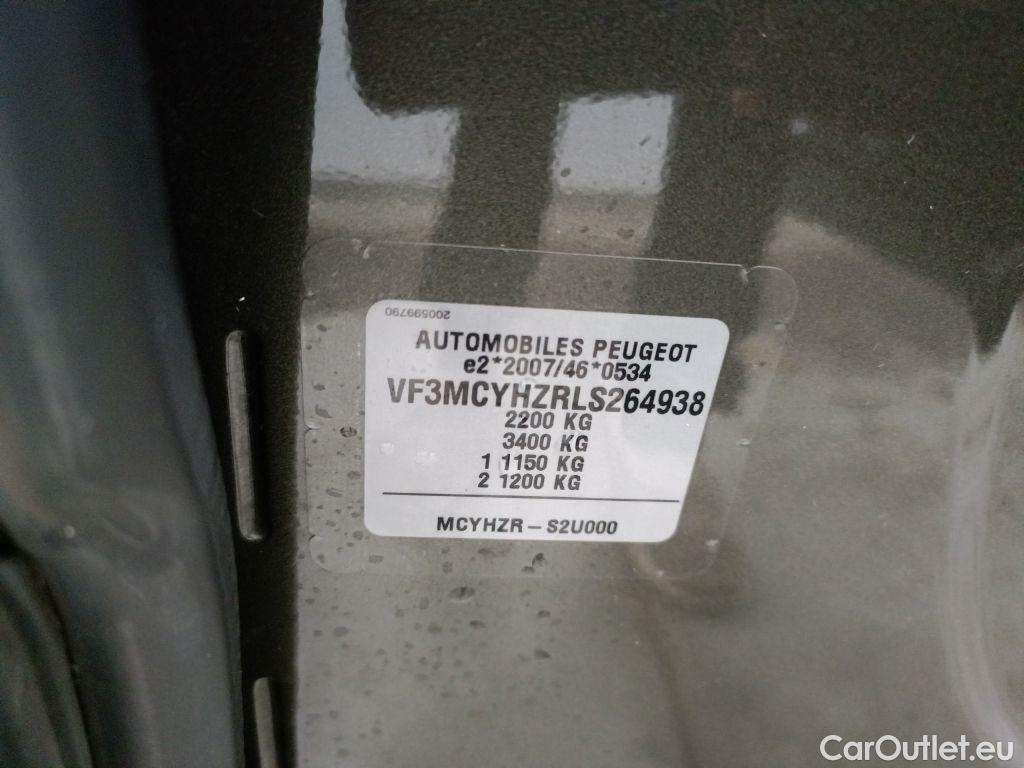 200599790
AUTOMOBILES PEUGEOT
e2*2007/46*0534
VF3MCYHZRLS264938
2200 KG
3400 KG
1 1150 KG
2 1200 KG
MCYHZR – S2U000
CarOutlet.eu